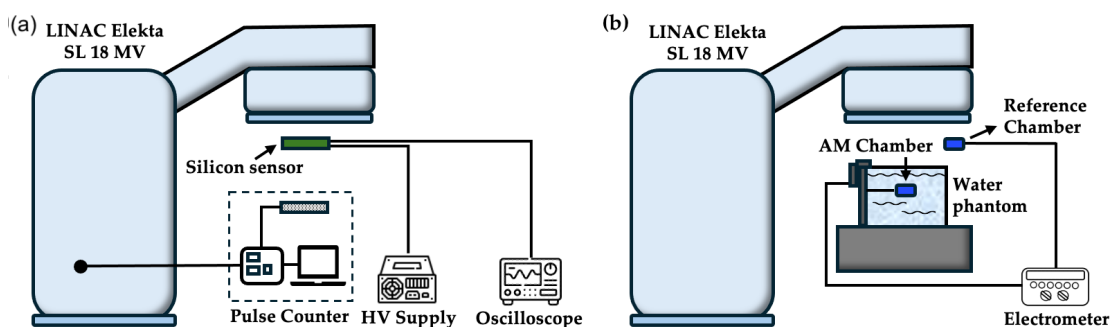 (a)
LINAC Elekta
SL 18 MV
Silicon sensor
Pulse Counter
HV Supply
Oscilloscope
(b)
LINAC Elekta
SL 18 MV
Reference
Chamber
AM Chamber
Water
phantom
Electrometer